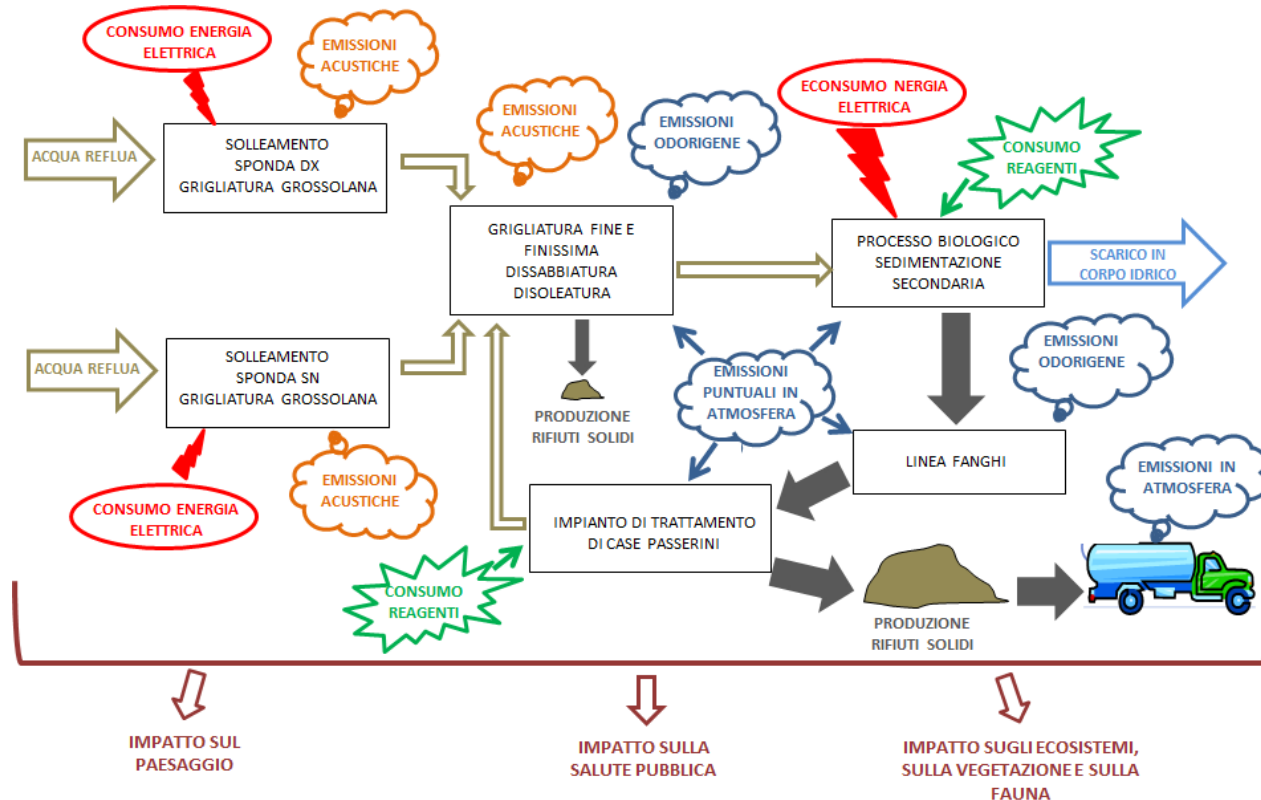 CONSUMO ENERGIA
ELETTRICA
EMISSIONI
ACUSTICHE
ACQUA REFLUA
SOLLEAMENTO
SPONDA DX
GRIGLIATURA GROSSOLANA
EMISSIONI
ACUSTICHE
EMISSIONI
ODORIGENE
ECONSUMO NERGIA
ELETTRICA
CONSUMO
REAGENTI
GRIGLIATURA FINE E
FINISSIMA
DISSABBIATURA
DISOLEATURA
PROCESSO BIOLOGICO
SEDIMENTAZIONE
SECONDARIA
SCARICO IN
CORPO IDRICO
ACQUA REFLUA
SOLLEAMENTO
SPONDA SN
GRIGLIATURA GROSSOLANA
PRODUZIONE
RIFIUTI SOLIDI
EMISSIONI
PUNTUALI IN
ATMOSFERA
EMISSIONI
ODORIGENE
CONSUMO ENERGIA
ELETTRICA
EMISSIONI
ACUSTICHE
LINEA FANGHI
EMISSIONI IN
ATMOSFERA
IMPIANTO DI TRATTAMENTO
DI CASE PASSERINI
CONSUMO
REAGENTI
PRODUZIONE
RIFIUTI SOLIDI
IMPATTO SUL
PAESAGGIO
IMPATTO SULLA
SALUTE PUBBLICA
IMPATTO SUGLI ECOSISTEMI,
SULLA VEGETAZIONE E SULLA
FAUNA